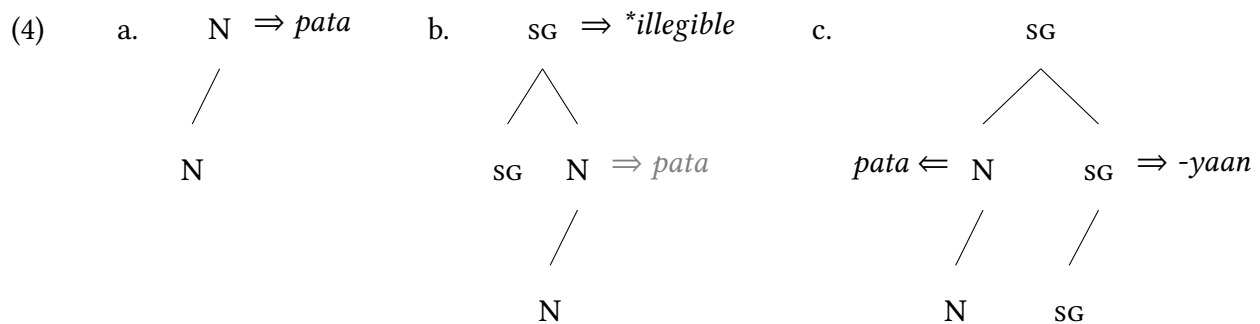 (4) a. N ⇒ pata b. SG ⇒ *illegible c. SG
N SG N ⇒ pata pata ⇐ N SG ⇒ -yaan
N N SG